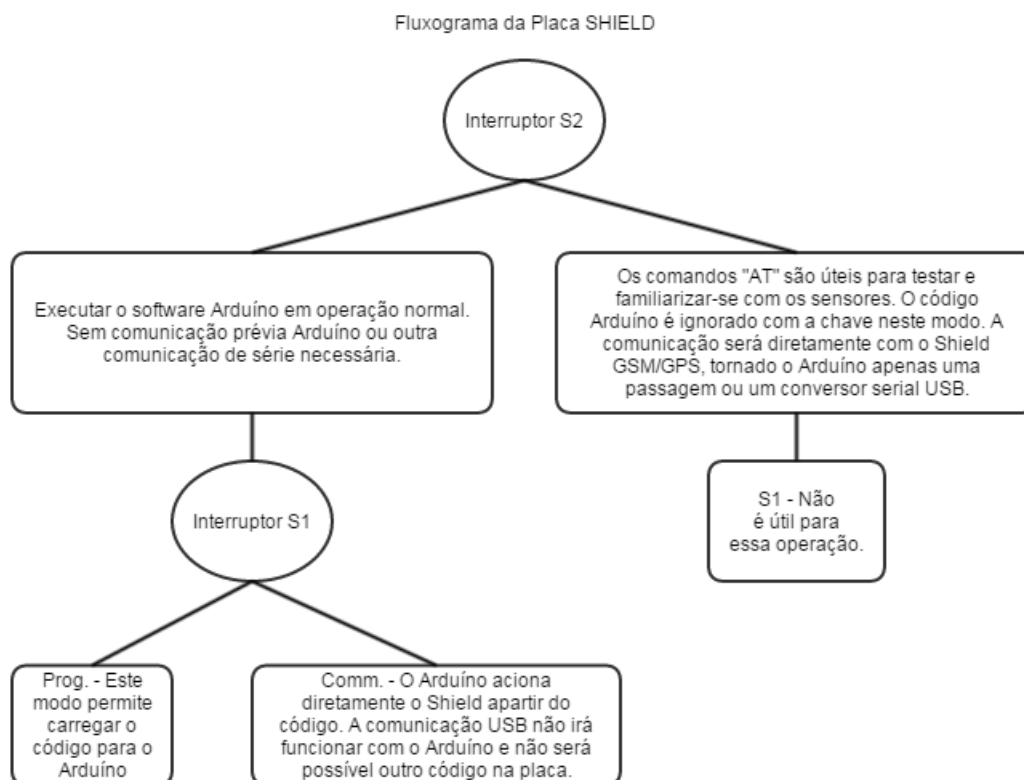 Fluxograma da Placa SHIELD
Interruptor S2
Executar o software Arduíno em operação normal.
Sem comunicação prévia Arduíno ou outra
comunicação de série necessária.
Os comandos "AT" são úteis para testar e
familiarizar-se com os sensores. O código
Arduíno é ignorado com a chave neste modo. A
comunicação será diretamente com o Shield
GSM/GPS, tornado o Arduíno apenas uma
passagem ou um conversor serial USB.
Interruptor S1
S1 - Não
é útil para
essa operação.
Prog. - Este
modo permite
carregar o
código para o
Arduíno
Comm. - O Arduíno aciona
diretamente o Shield apartir do
código. A comunicação USB não irá
funcionar com o Arduíno e não será
possível outro código na placa.